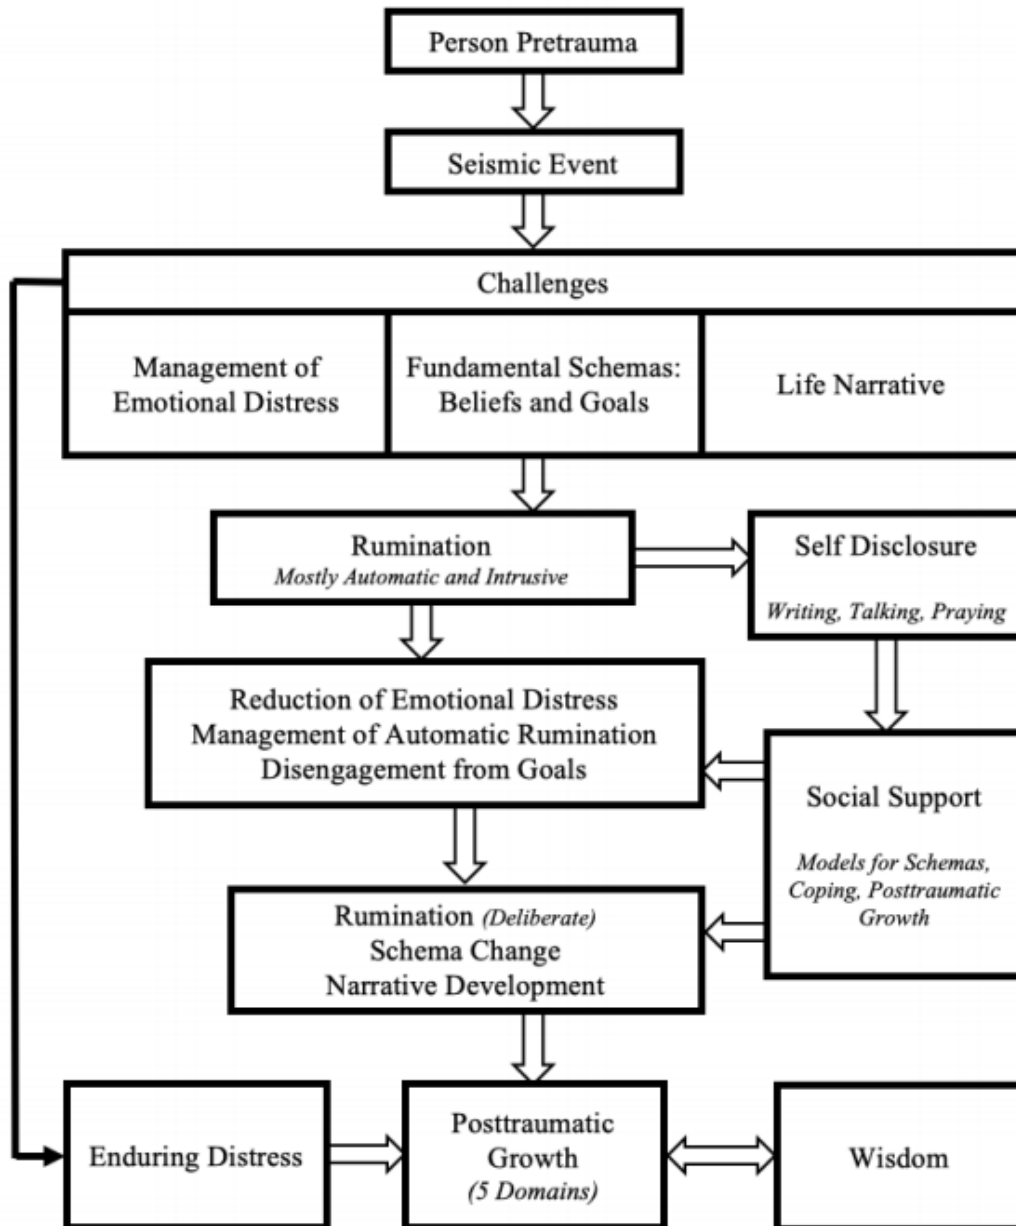 Person Pretrauma
Seismic Event
Challenges
Management of
Emotional Distress
Fundamental Schemas:
Beliefs and Goals
Life Narrative
Rumination
Mostly Automatic and Intrusive
Self Disclosure
Writing, Talking, Praying
Reduction of Emotional Distress
Management of Automatic Rumination
Disengagement from Goals
Social Support
Models for Schemas,
Coping, Posttraumatic
Growth
Rumination (Deliberate)
Schema Change
Narrative Development
Enduring Distress
Posttraumatic
Growth
(5 Domains)
Wisdom